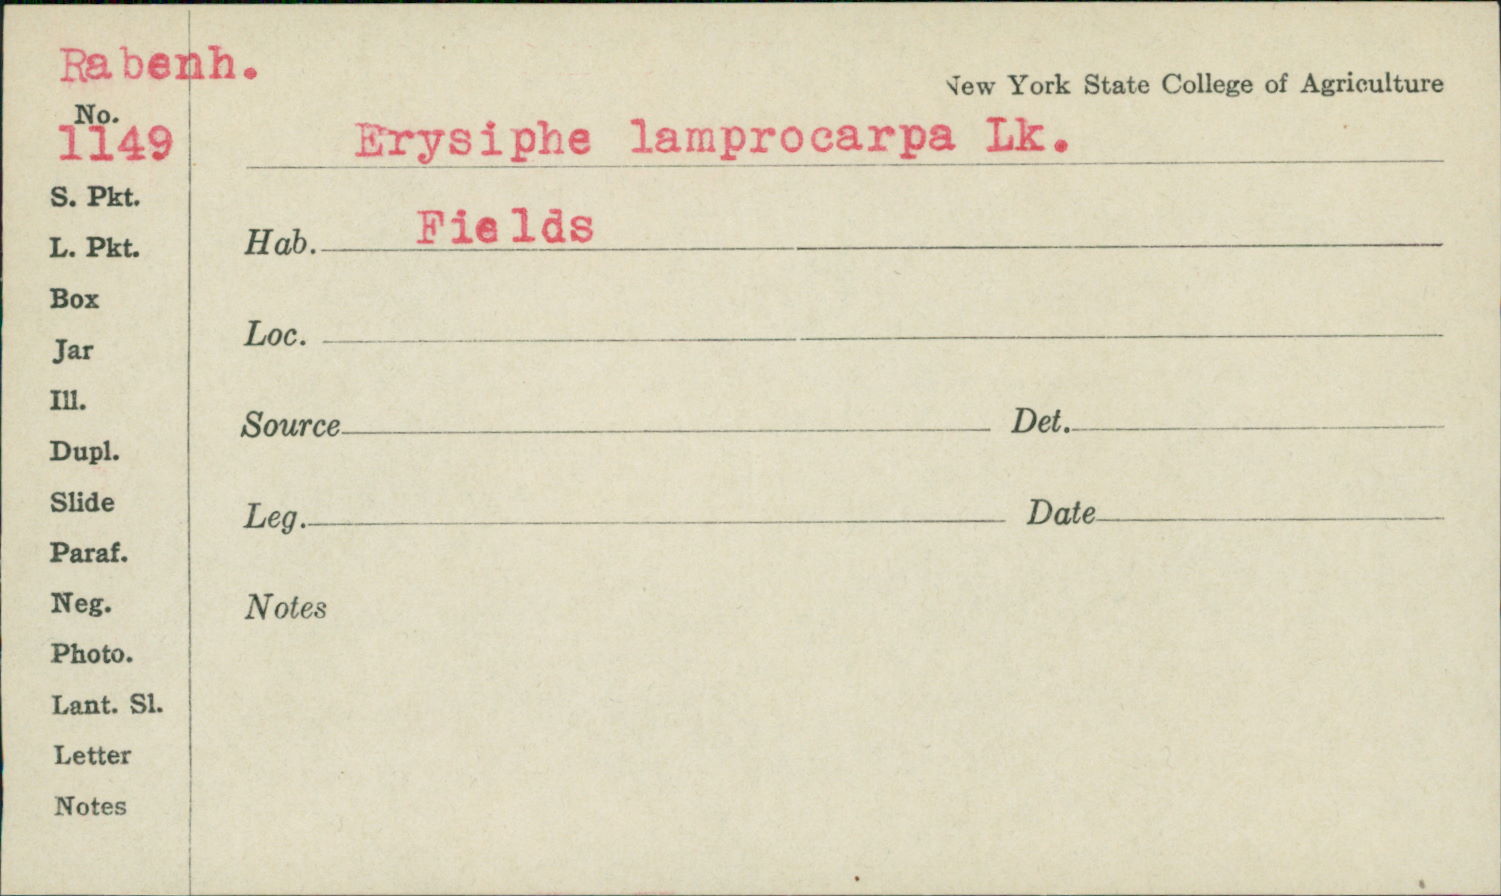 Rabenh.
New York State College of Agriculture
No.
1149
Erysiphe lamprocarpa Lk.
S. Pkt.
Hab. Fields
L. Pkt.
Box
Loc.
Jar
Ill.
Source Det.
Dupl.
Slide
Leg. Date
Paraf.
Neg.
Notes
Photo.
Lant. Sl.
Letter
Notes